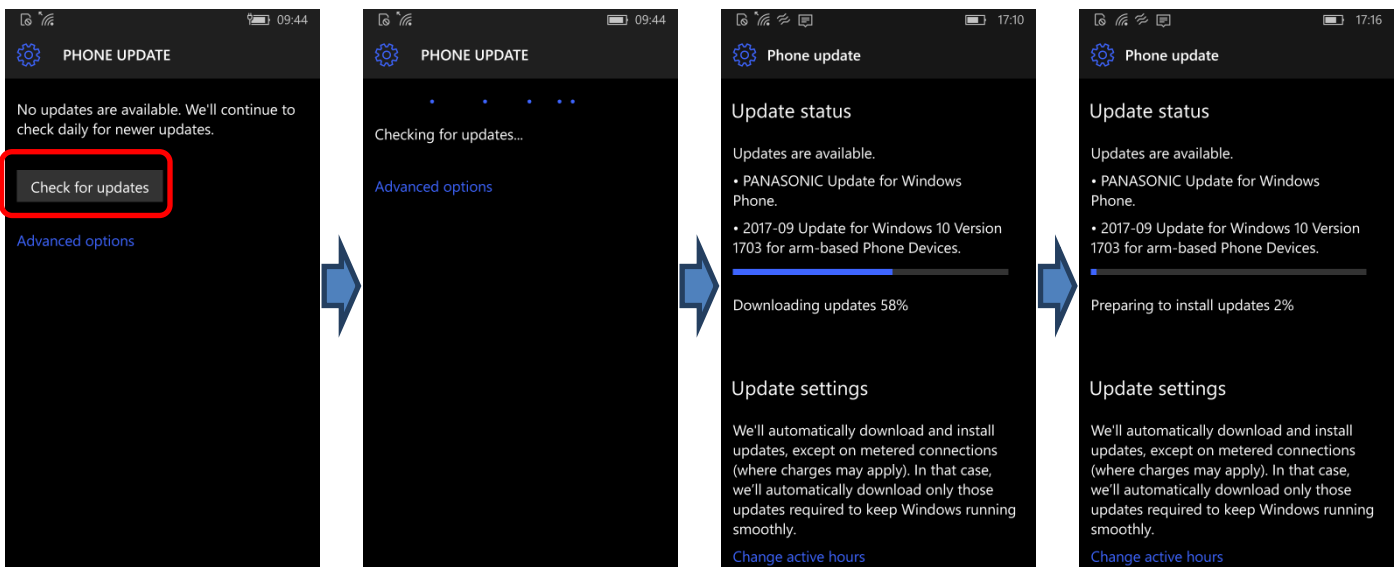 09:44
PHONE UPDATE
No updates are available. We'll continue to
check daily for newer updates.
Check for updates
Advanced options
09:44
PHONE UPDATE
Checking for updates...
Advanced options
17:10
Phone update
Update status
Updates are available.
• PANASONIC Update for Windows
Phone.
• 2017-09 Update for Windows 10 Version
1703 for arm-based Phone Devices.
Downloading updates 58%
Update settings
We'll automatically download and install
updates, except on metered connections
(where charges may apply). In that case,
we'll automatically download only those
updates required to keep Windows running
smoothly.
Change active hours
17:16
Phone update
Update status
Updates are available.
• PANASONIC Update for Windows
Phone.
• 2017-09 Update for Windows 10 Version
1703 for arm-based Phone Devices.
Preparing to install updates 2%
Update settings
We'll automatically download and install
updates, except on metered connections
(where charges may apply). In that case,
we'll automatically download only those
updates required to keep Windows running
smoothly.
Change active hours